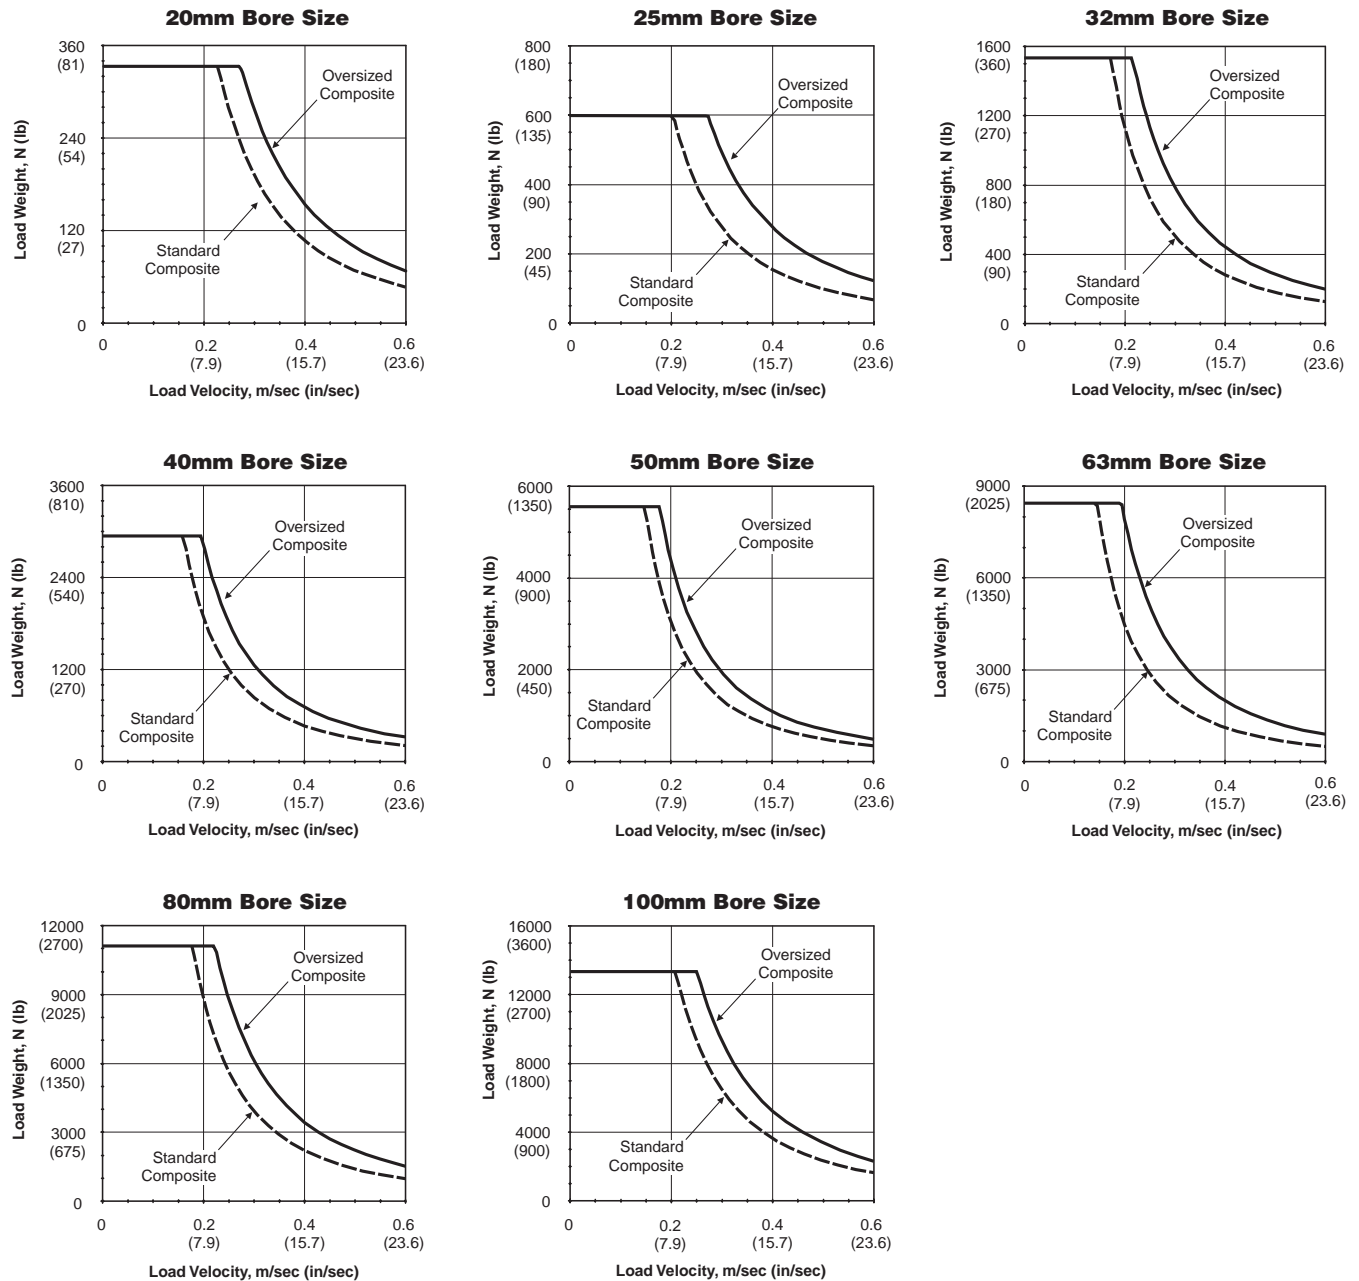 20mm Bore Size
360
(81)
240
(54)
120
(27)
0
Load Weight, N (lb)
Oversized
Composite
Standard
Composite
0
0.2
(7.9)
0.4
(15.7)
0.6
(23.6)
Load Velocity, m/sec (in/sec)
25mm Bore Size
800
(180)
600
(135)
400
(90)
200
(45)
0
Load Weight, N (lb)
Oversized
Composite
Standard
Composite
0
0.2
(7.9)
0.4
(15.7)
0.6
(23.6)
Load Velocity, m/sec (in/sec)
32mm Bore Size
1600
(360)
1200
(270)
800
(180)
400
(90)
0
Load Weight, N (lb)
Oversized
Composite
Standard
Composite
0
0.2
(7.9)
0.4
(15.7)
0.6
(23.6)
Load Velocity, m/sec (in/sec)
40mm Bore Size
3600
(810)
2400
(540)
1200
(270)
0
Load Weight, N (lb)
Oversized
Composite
Standard
Composite
0
0.2
(7.9)
0.4
(15.7)
0.6
(23.6)
Load Velocity, m/sec (in/sec)
50mm Bore Size
6000
(1350)
4000
(900)
2000
(450)
0
Load Weight, N (lb)
Oversized
Composite
Standard
Composite
0
0.2
(7.9)
0.4
(15.7)
0.6
(23.6)
Load Velocity, m/sec (in/sec)
63mm Bore Size
9000
(2025)
6000
(1350)
3000
(675)
0
Load Weight, N (lb)
Oversized
Composite
Standard
Composite
0
0.2
(7.9)
0.4
(15.7)
0.6
(23.6)
Load Velocity, m/sec (in/sec)
80mm Bore Size
12000
(2700)
9000
(2025)
6000
(1350)
3000
(675)
0
Load Weight, N (lb)
Oversized
Composite
Standard
Composite
0
0.2
(7.9)
0.4
(15.7)
0.6
(23.6)
Load Velocity, m/sec (in/sec)
100mm Bore Size
16000
(3600)
12000
(2700)
8000
(1800)
4000
(900)
0
Load Weight, N (lb)
Oversized
Composite
Standard
Composite
0
0.2
(7.9)
0.4
(15.7)
0.6
(23.6)
Load Velocity, m/sec (in/sec)